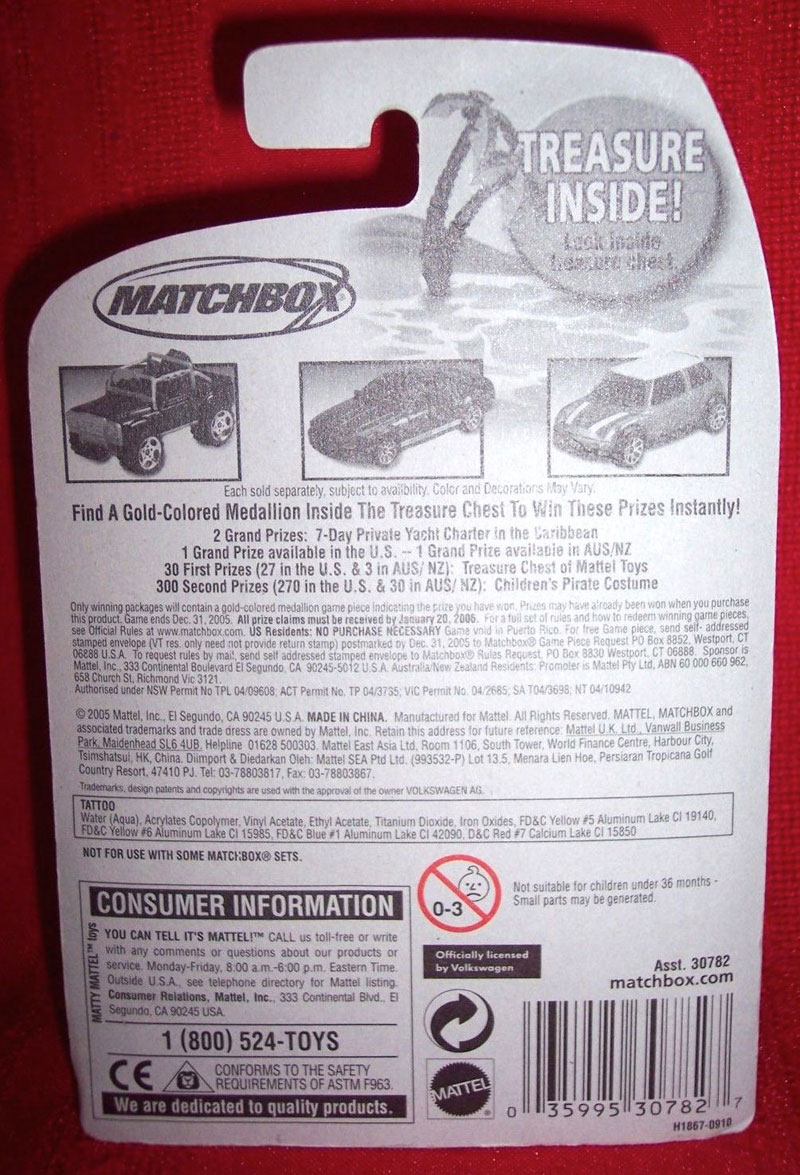 TREASURE
INSIDE!
Look inside
treasure chest.
MATCHBOX
Each sold separately, subject to availbility. Color and Decorations May Vary.
Find A Gold-Colored Medallion Inside The Treasure Chest To Win These Prizes Instantly!
2 Grand Prizes: 7-Day Private Yacht Charter in the Caribbean
1 Grand Prize available in the U.S. -- 1 Grand Prize available in AUS/NZ
30 First Prizes (27 in the U.S. & 3 in AUS/ NZ): Treasure Chest of Mattel Toys
300 Second Prizes (270 in the U.S. & 30 in AUS/ NZ): Children's Pirate Costume
Only winning packages will contain a gold-colored medallion game piece indicating the prize you have won. Prizes may have already been won when you purchase
this product. Game ends Dec. 31, 2005. All prize claims must be received by January 20, 2006. For a full set of rules and how to redeem winning game pieces,
see Official Rules at www.matchbox.com. US Residents: NO PURCHASE NECESSARY Game void in Puerto Rico. For free Game piece, send self- addressed
stamped envelope (VT res. only need not provide return stamp) postmarked by Dec. 31, 2005 to Matchbox® Game Piece Request PO Box 8852, Westport, CT
06888 U.S.A. To request rules by mail, send self addressed stamped envelope to Matchbox® Rules Request, PO Box 8830 Westport, CT 06888. Sponsor is
Mattel, Inc., 333 Continental Boulevard El Segundo, CA 90245-5012 U.S.A. Australia/New Zealand Residents: Promoter is Mattel Pty Ltd, ABN 60 000 660 962,
658 Church St, Richmond Vic 3121.
Authorised under NSW Permit No TPL 04/09608; ACT Permit No. TP 04/3735; VIC Permit No. 04/2685; SA T04/3698; NT 04/10942
© 2005 Mattel, Inc., El Segundo, CA 90245 U.S.A. MADE IN CHINA. Manufactured for Mattel. All Rights Reserved. MATTEL, MATCHBOX and
associated trademarks and trade dress are owned by Mattel, Inc. Retain this address for future reference: Mattel U.K. Ltd., Vanwall Business
Park, Maidenhead SL6 4UB. Helpline 01628 500303. Mattel East Asia Ltd, Room 1106, South Tower, World Finance Centre, Harbour City,
Tsimshatsui, HK, China. Diimport & Diedarkan Oleh: Mattel SEA Ptd Ltd. (993532-P) Lot 13.5, Menara Lien Hoe, Persiaran Tropicana Golf
Country Resort, 47410 PJ. Tel: 03-78803817, Fax: 03-78803867.
Trademarks, design patents and copyrights are used with the approval of the owner VOLKSWAGEN AG.
TATTOO
Water (Aqua), Acrylates Copolymer, Vinyl Acetate, Ethyl Acetate, Titanium Dioxide, Iron Oxides, FD&C Yellow #5 Aluminum Lake CI 19140,
FD&C Yellow #6 Aluminum Lake CI 15985, FD&C Blue #1 Aluminum Lake CI 42090, D&C Red #7 Calcium Lake CI 15850
NOT FOR USE WITH SOME MATCHBOX® SETS.
0-3
Not suitable for children under 36 months -
Small parts may be generated.
MATTY MATTEL™ toys
CONSUMER INFORMATION
YOU CAN TELL IT'S MATTEL!™ CALL us toll-free or write
with any comments or questions about our products or
service. Monday-Friday, 8:00 a.m.-6:00 p.m. Eastern Time.
Outside U.S.A., see telephone directory for Mattel listing.
Consumer Relations, Mattel, Inc., 333 Continental Blvd., El
Segundo, CA 90245 USA.
1 (800) 524-TOYS
CE
CONFORMS TO THE SAFETY
REQUIREMENTS OF ASTM F963.
We are dedicated to quality products.
Officially licensed
by Volkswagen
MATTEL
Asst. 30782
matchbox.com
0 35995 30782 7
H1867-0910